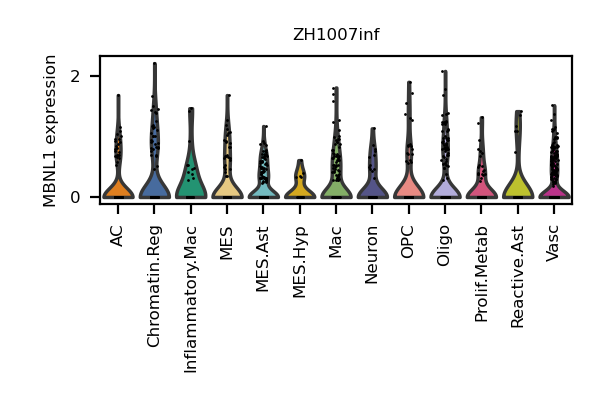 ZH1007inf
MBNL1 expression
2
0
AC
Chromatin.Reg
Inflammatory.Mac
MES
MES.Ast
MES.Hyp
Mac
Neuron
OPC
Oligo
Prolif.Metab
Reactive.Ast
Vasc